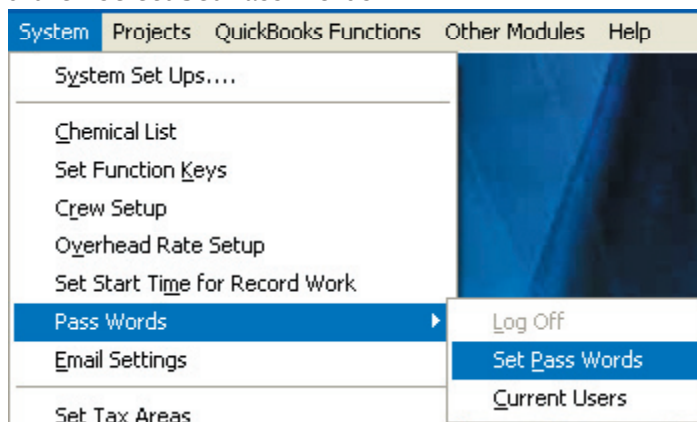 System Projects QuickBooks Functions Other Modules Help
System Set Ups....
Chemical List
Set Function Keys
Crew Setup
Overhead Rate Setup
Set Start Time for Record Work
Pass Words
Log Off
Email Settings
Set Pass Words
Current Users
Set Tax Areas